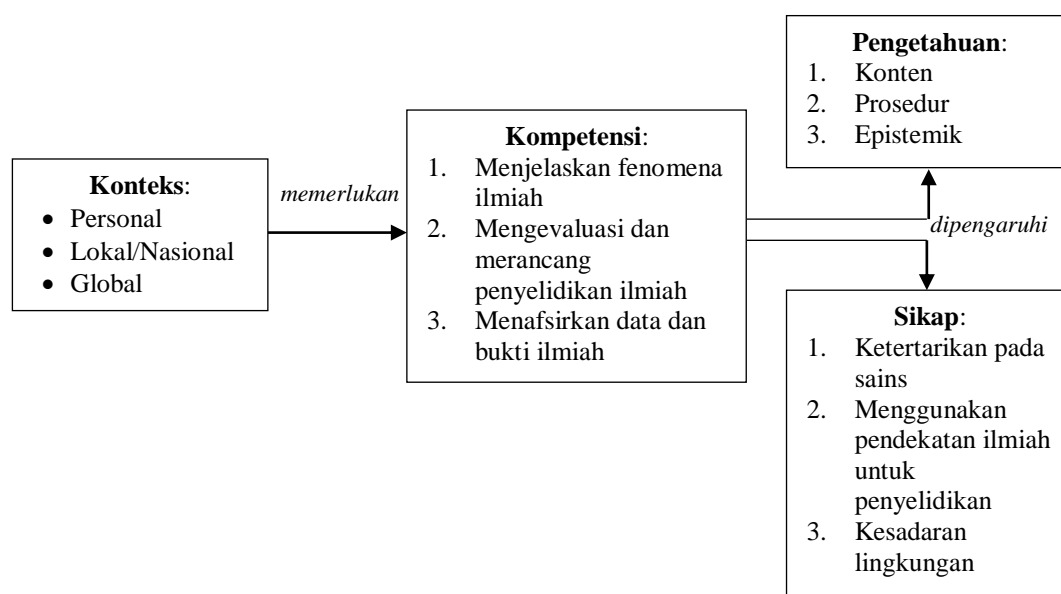 Konteks:
• Personal
• Lokal/Nasional
• Global
memerlukan
Kompetensi:
1. Menjelaskan fenomena
ilmiah
2. Mengevaluasi dan
merancang
penyelidikan ilmiah
3. Menafsirkan data dan
bukti ilmiah
dipengaruhi
Pengetahuan:
1. Konten
2. Prosedur
3. Epistemik
Sikap:
1. Ketertarikan pada
sains
2. Menggunakan
pendekatan ilmiah
untuk
penyelidikan
3. Kesadaran
lingkungan